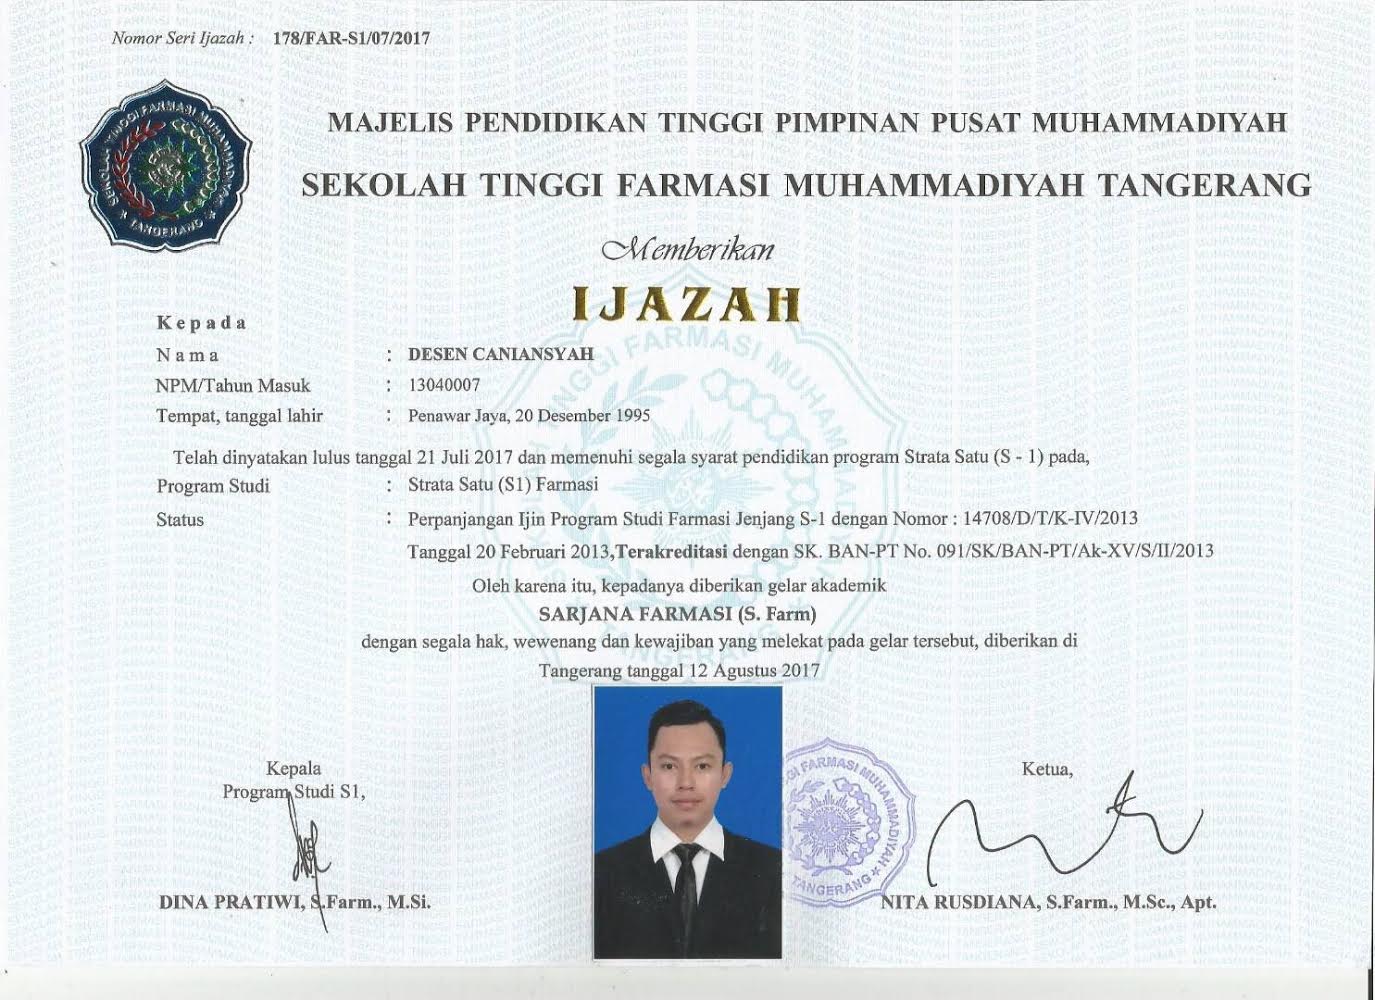 Nomor Seri Ijazah : 178/FAR-S1/07/2017
SEKOLAH TINGGI FARMASI MUHAMMADIYAH
TANGERANG
MAJELIS PENDIDIKAN TINGGI PIMPINAN PUSAT MUHAMMADIYAH
SEKOLAH TINGGI FARMASI MUHAMMADIYAH TANGERANG
Memberikan
IJAZAH
Kepada
Nama : DESEN CANIANSYAH
NPM/Tahun Masuk : 13040007
Tempat, tanggal lahir : Penawar Jaya, 20 Desember 1995
Telah dinyatakan lulus tanggal 21 Juli 2017 dan memenuhi segala syarat pendidikan program Strata Satu (S - 1) pada,
Program Studi : Strata Satu (S1) Farmasi
Status : Perpanjangan Ijin Program Studi Farmasi Jenjang S-1 dengan Nomor : 14708/D/T/K-IV/2013
Tanggal 20 Februari 2013,Terakreditasi dengan SK. BAN-PT No. 091/SK/BAN-PT/Ak-XV/S/II/2013
Oleh karena itu, kepadanya diberikan gelar akademik
SARJANA FARMASI (S. Farm)
dengan segala hak, wewenang dan kewajiban yang melekat pada gelar tersebut, diberikan di
Tangerang tanggal 12 Agustus 2017
Kepala
Program Studi S1,
DINA PRATIWI, S.Farm., M.Si.
GI FARMASI MUHAMMADIYAH
TANGERANG
Ketua,
NITA RUSDIANA, S.Farm., M.Sc., Apt.